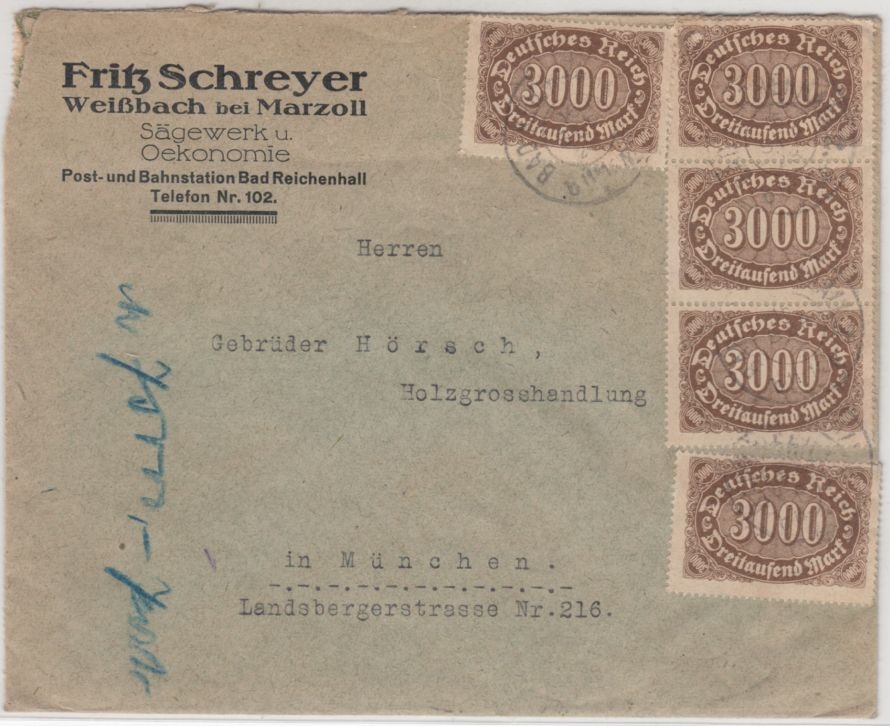 Fritz Schreyer
Weißbach bei Marzoll
Sägewerk u.
Oekonomie
Post- und Bahnstation Bad Reichenhall
Telefon Nr. 102.
Deutsches Reich
3000
Dreitausend Mark
Deutsches Reich
3000
Dreitausend Mark
3000
Dreitausend Mark
Deutsches Reich
3000
Dreitausend Mark
Deutsches Reich
3000
Dreitausend Mark
BAD
Herren
Gebrüder Hörsch,
Holzgrosshandlung
in München.
Landsbergerstrasse Nr.216.